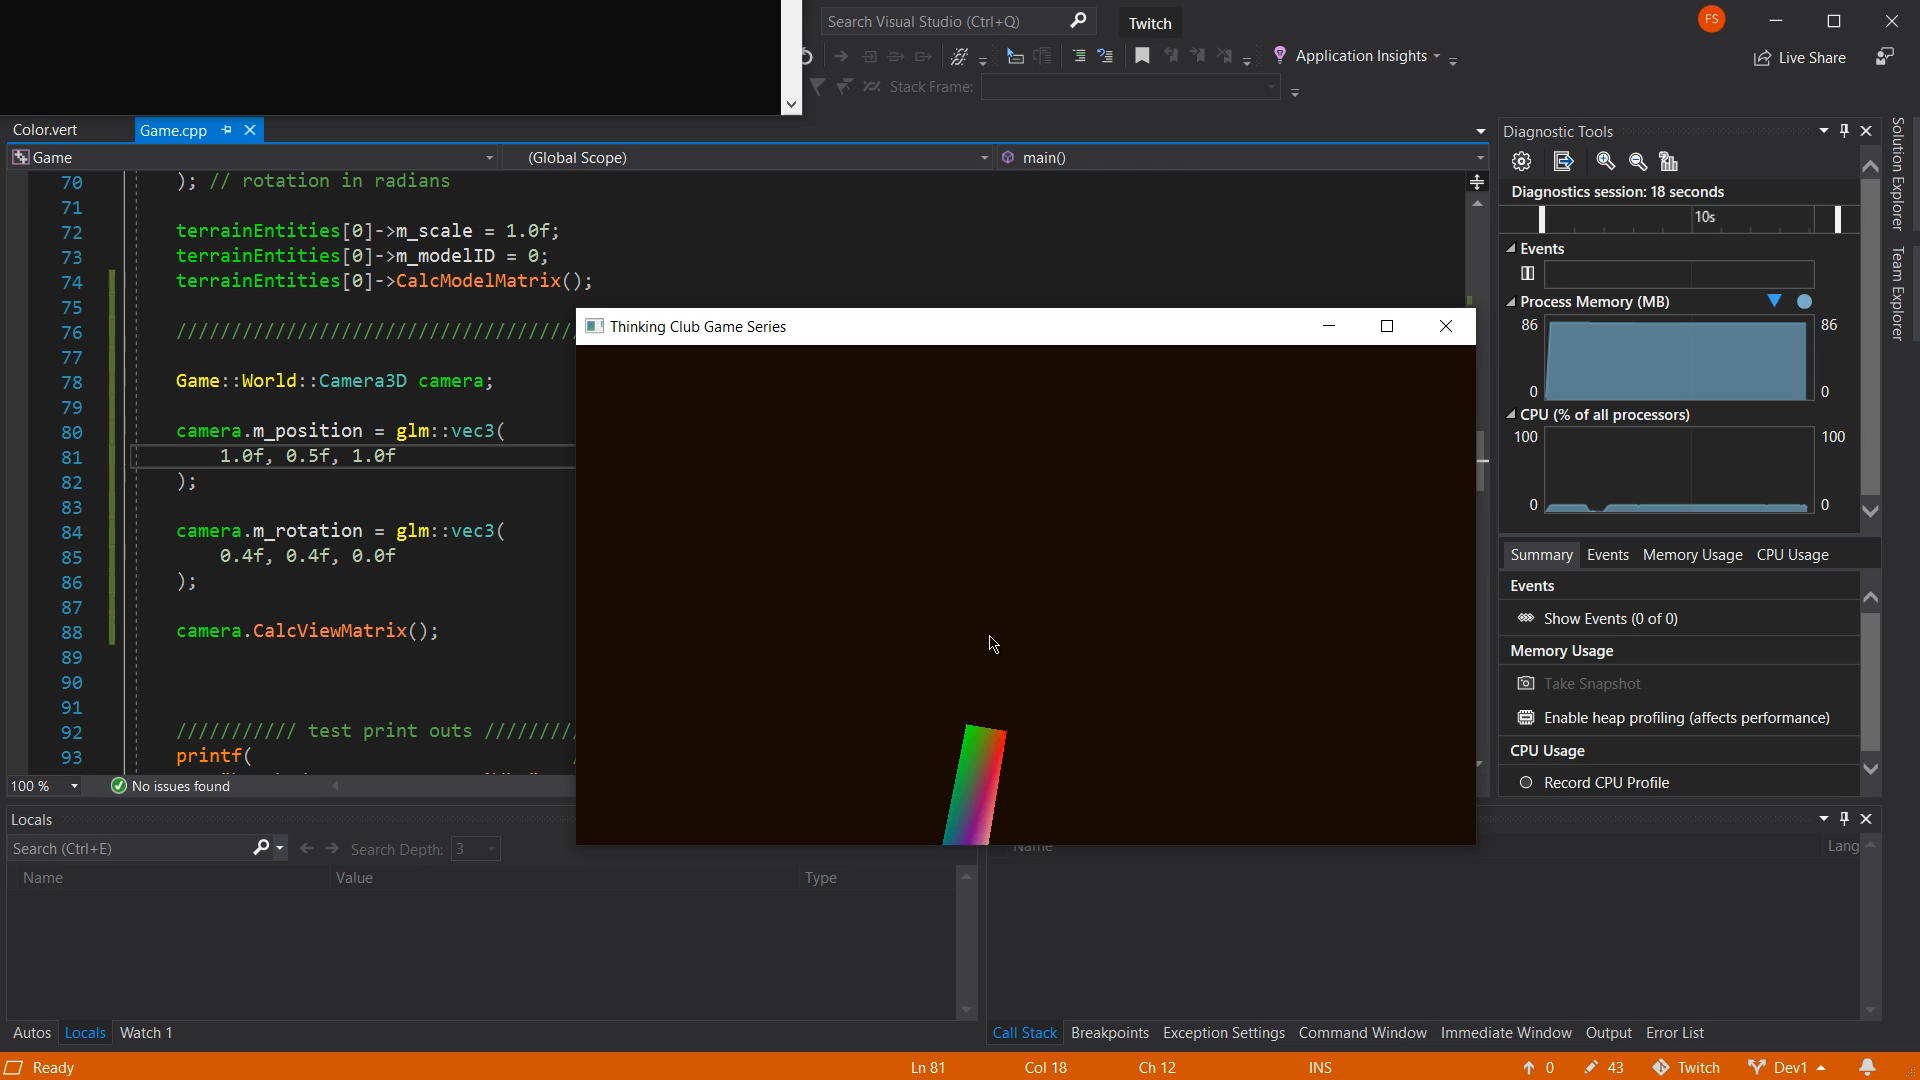 Search Visual Studio (Ctrl+Q)
Twitch
FS
Application Insights
Live Share
Stack Frame:
Color.vert
Game.cpp
Game
(Global Scope)
main()
70 ); // rotation in radians
71
72 terrainEntities[0]->m_scale = 1.0f;
73 terrainEntities[0]->m_modelID = 0;
74 terrainEntities[0]->CalcModelMatrix();
75
76 ////////////////////////////////////
77
78 Game::World::Camera3D camera;
79
80 camera.m_position = glm::vec3(
81 1.0f, 0.5f, 1.0f
82 );
83
84 camera.m_rotation = glm::vec3(
85 0.4f, 0.4f, 0.0f
86 );
87
88 camera.CalcViewMatrix();
89
90
91
92 /////////// test print outs ////////
93 printf(
100 %
No issues found
Thinking Club Game Series
Diagnostic Tools
Diagnostics session: 18 seconds
10s
Events
Process Memory (MB)
86 86
0 0
CPU (% of all processors)
100 100
0 0
Summary Events Memory Usage CPU Usage
Events
Show Events (0 of 0)
Memory Usage
Take Snapshot
Enable heap profiling (affects performance)
CPU Usage
Record CPU Profile
Solution Explorer
Team Explorer
Locals
Search (Ctrl+E)
Search Depth: 3
Name Value Type
Name Lang
Autos Locals Watch 1
Call Stack Breakpoints Exception Settings Command Window Immediate Window Output Error List
Ready
Ln 81 Col 18 Ch 12 INS
0 43 Twitch Dev1